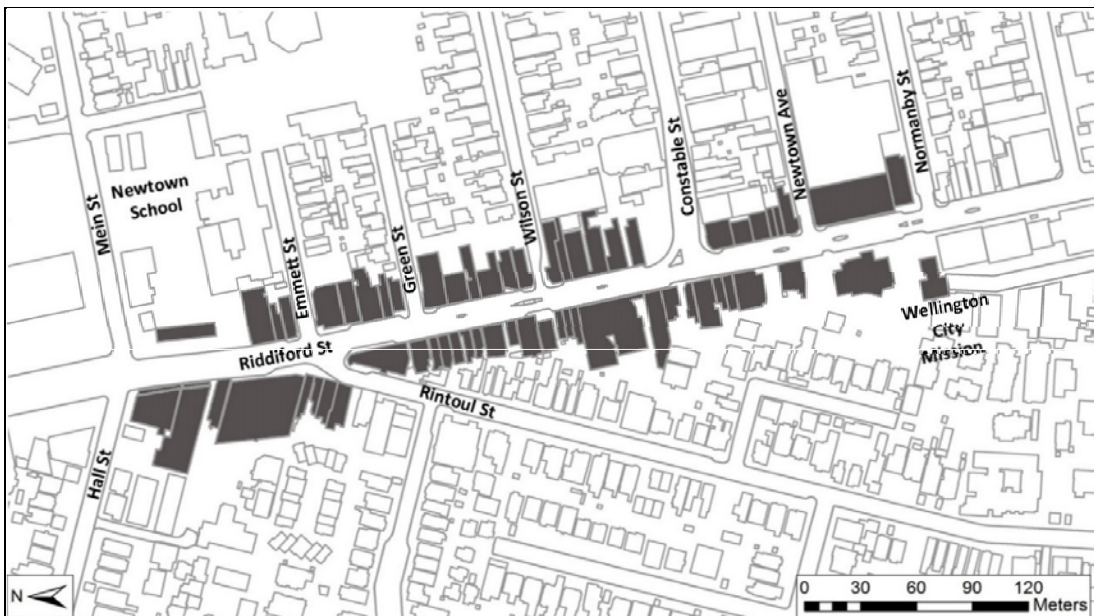 Mein St
Newtown
School
Emmett St
Green St
Wilson St
Constable St
Newtown Ave
Normanby St
Riddiford St
Rintoul St
Hall St
Wellington
City
Mission
N
0 30 60 90 120
Meters